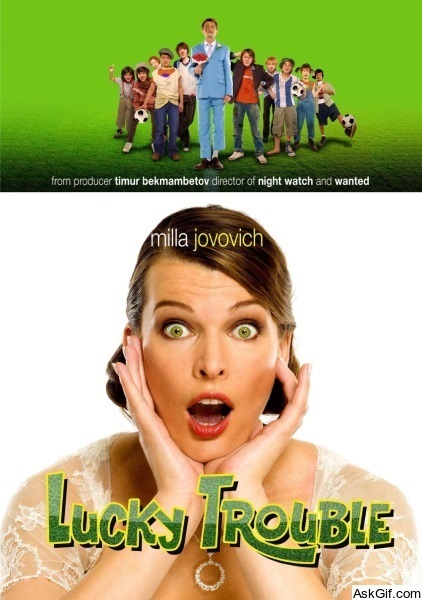 from producer timur bekmambetov director of night watch and wanted
milla jovovich
LUCKY TROUBLE
AskGif.com